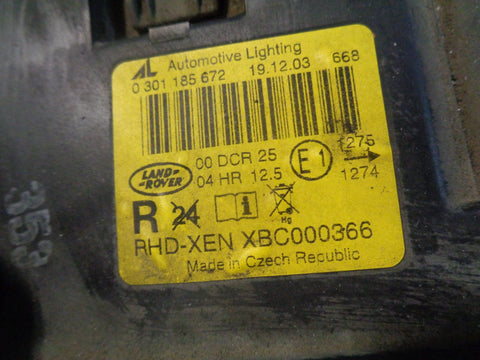 AL Automotive Lighting
0 301 185 672 19.12.03 668
LAND-
ROVER
00 DCR 25
04 HR 12.5
E1
1275
1274
R 24
i
Hg
RHD-XEN XBC000366
Made in Czech Republic
353